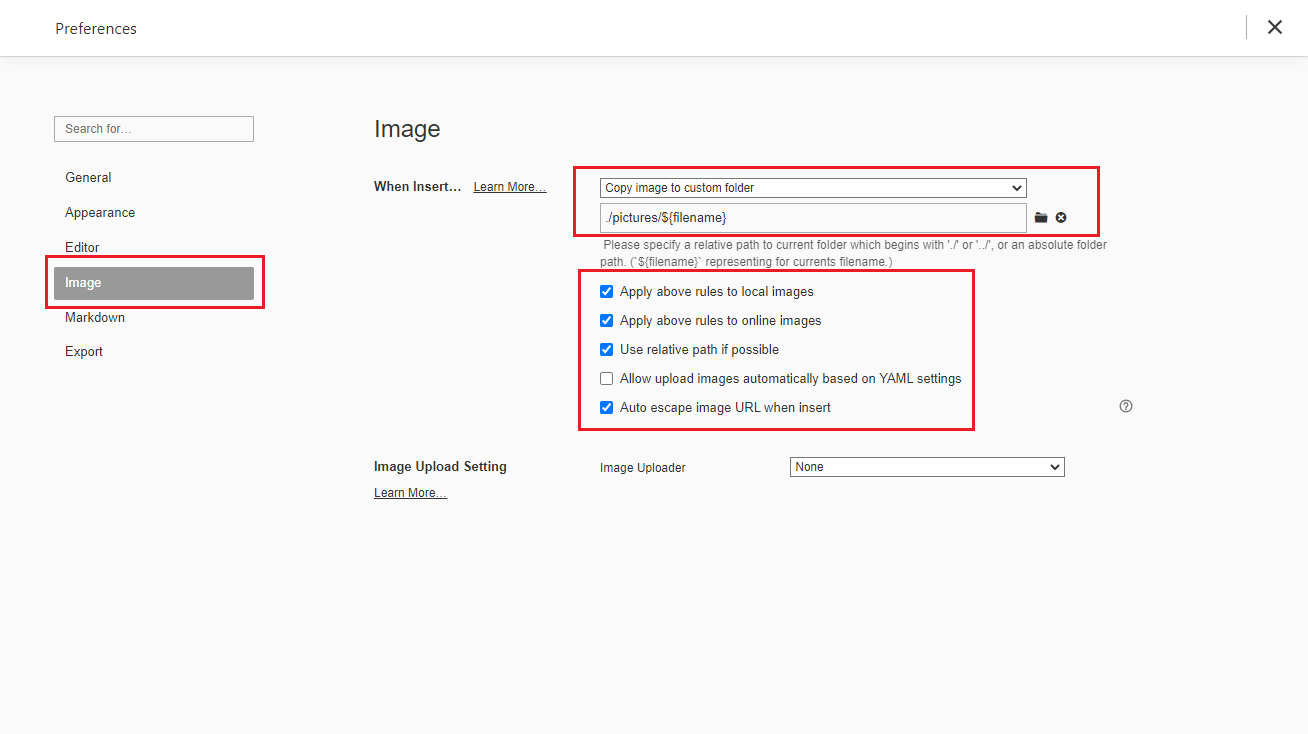 Preferences
Search for...
General
Appearance
Editor
Image
Markdown
Export
Image
When Insert... Learn More...
Copy image to custom folder
./pictures/${filename}
Please specify a relative path to current folder which begins with './' or '../', or an absolute folder
path. (`${filename}` representing for currents filename.)
Apply above rules to local images
Apply above rules to online images
Use relative path if possible
Allow upload images automatically based on YAML settings
Auto escape image URL when insert
Image Upload Setting
Image Uploader
None
Learn More...